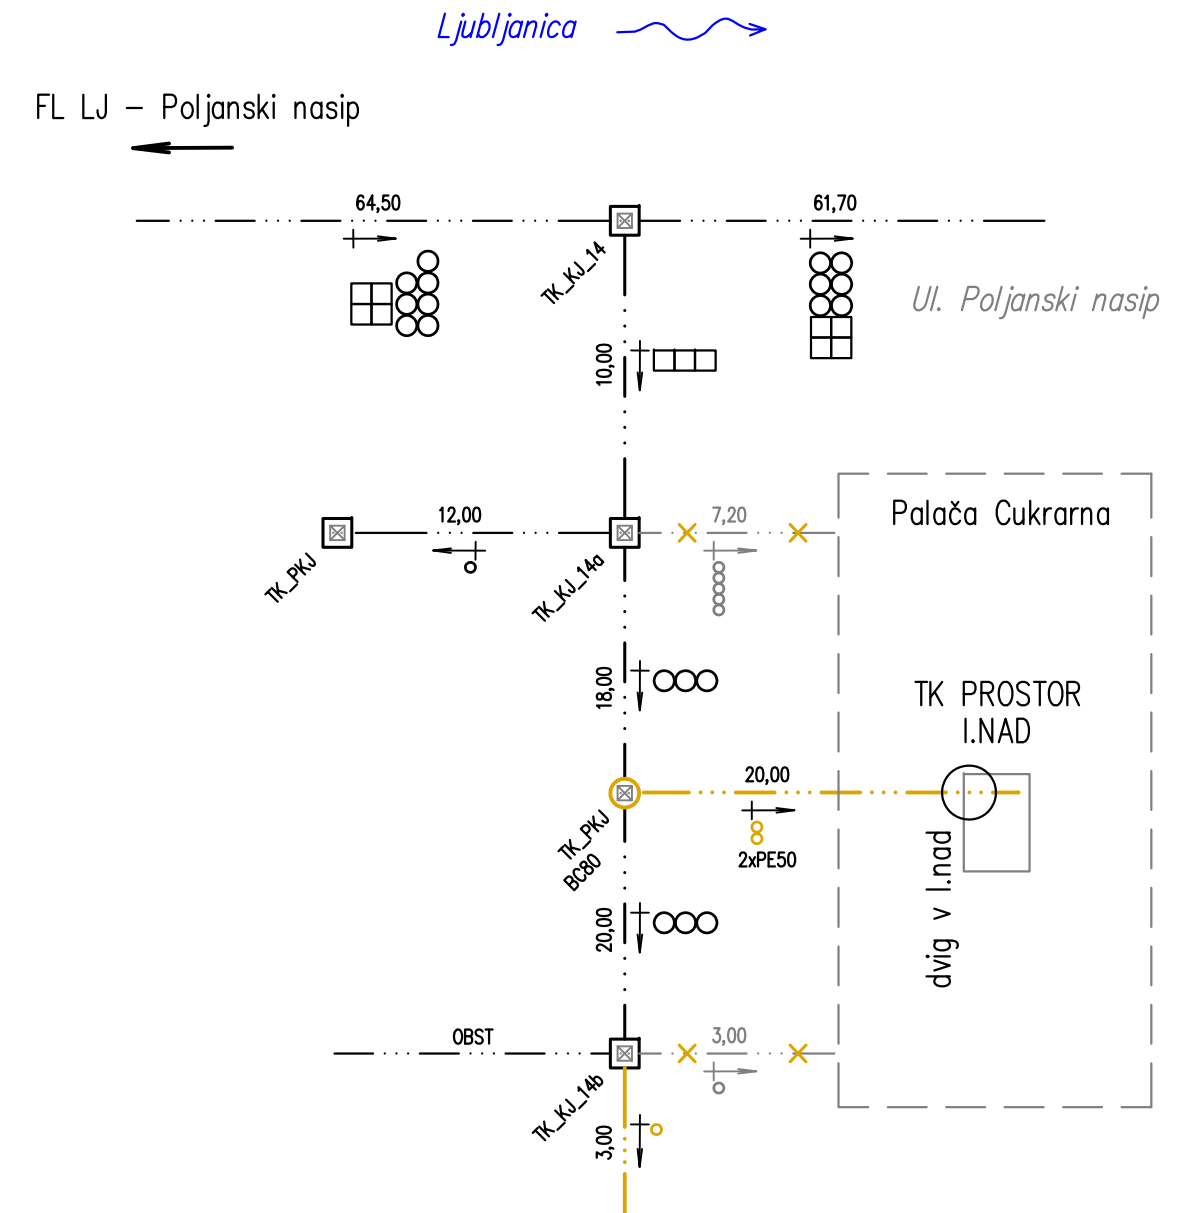 Ljubljanica
FL LJ - Poljanski nasip
64,50
61,70
TK_KJ_14
Ul. Poljanski nasip
10,00
Palača Cukrarna
12,00
7,20
TK_PKJ
TK_KJ_14a
18,00
TK PROSTOR
I.NAD
20,00
TK_PKJ
BC80
2xPE50
dvig v I.nad
20,00
OBST
3,00
TK_KJ_14b
3,00